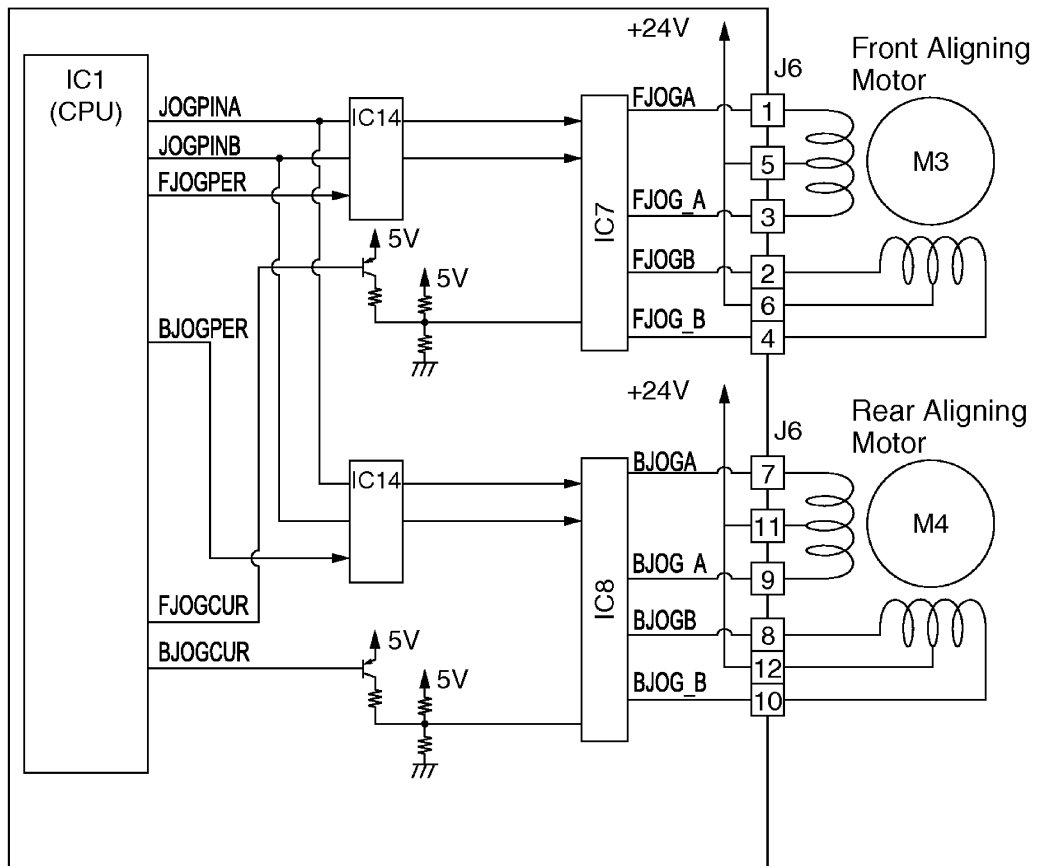 +24V
Front Aligning
Motor
J6
IC1
(CPU)
JOGPINA
IC14
FJOGA
1
JOGPINB
5
M3
FJOGPER
IC7
FJOG_A
3
5V
FJOGB
2
5V
6
BJOGPER
FJOG_B
4
+24V
Rear Aligning
Motor
J6
BJOGA
7
IC14
11
M4
BJOG A
9
FJOGCUR
IC8
BJOGB
8
BJOGCUR
5V
12
5V
BJOG_B
10